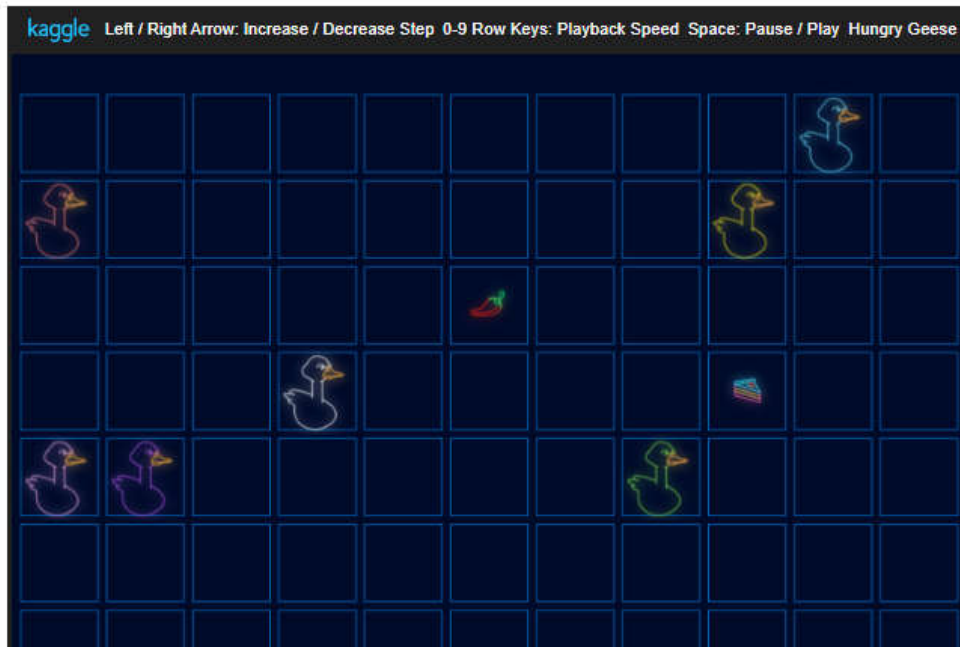 kaggle Left / Right Arrow: Increase / Decrease Step 0-9 Row Keys: Playback Speed Space: Pause / Play Hungry Geese